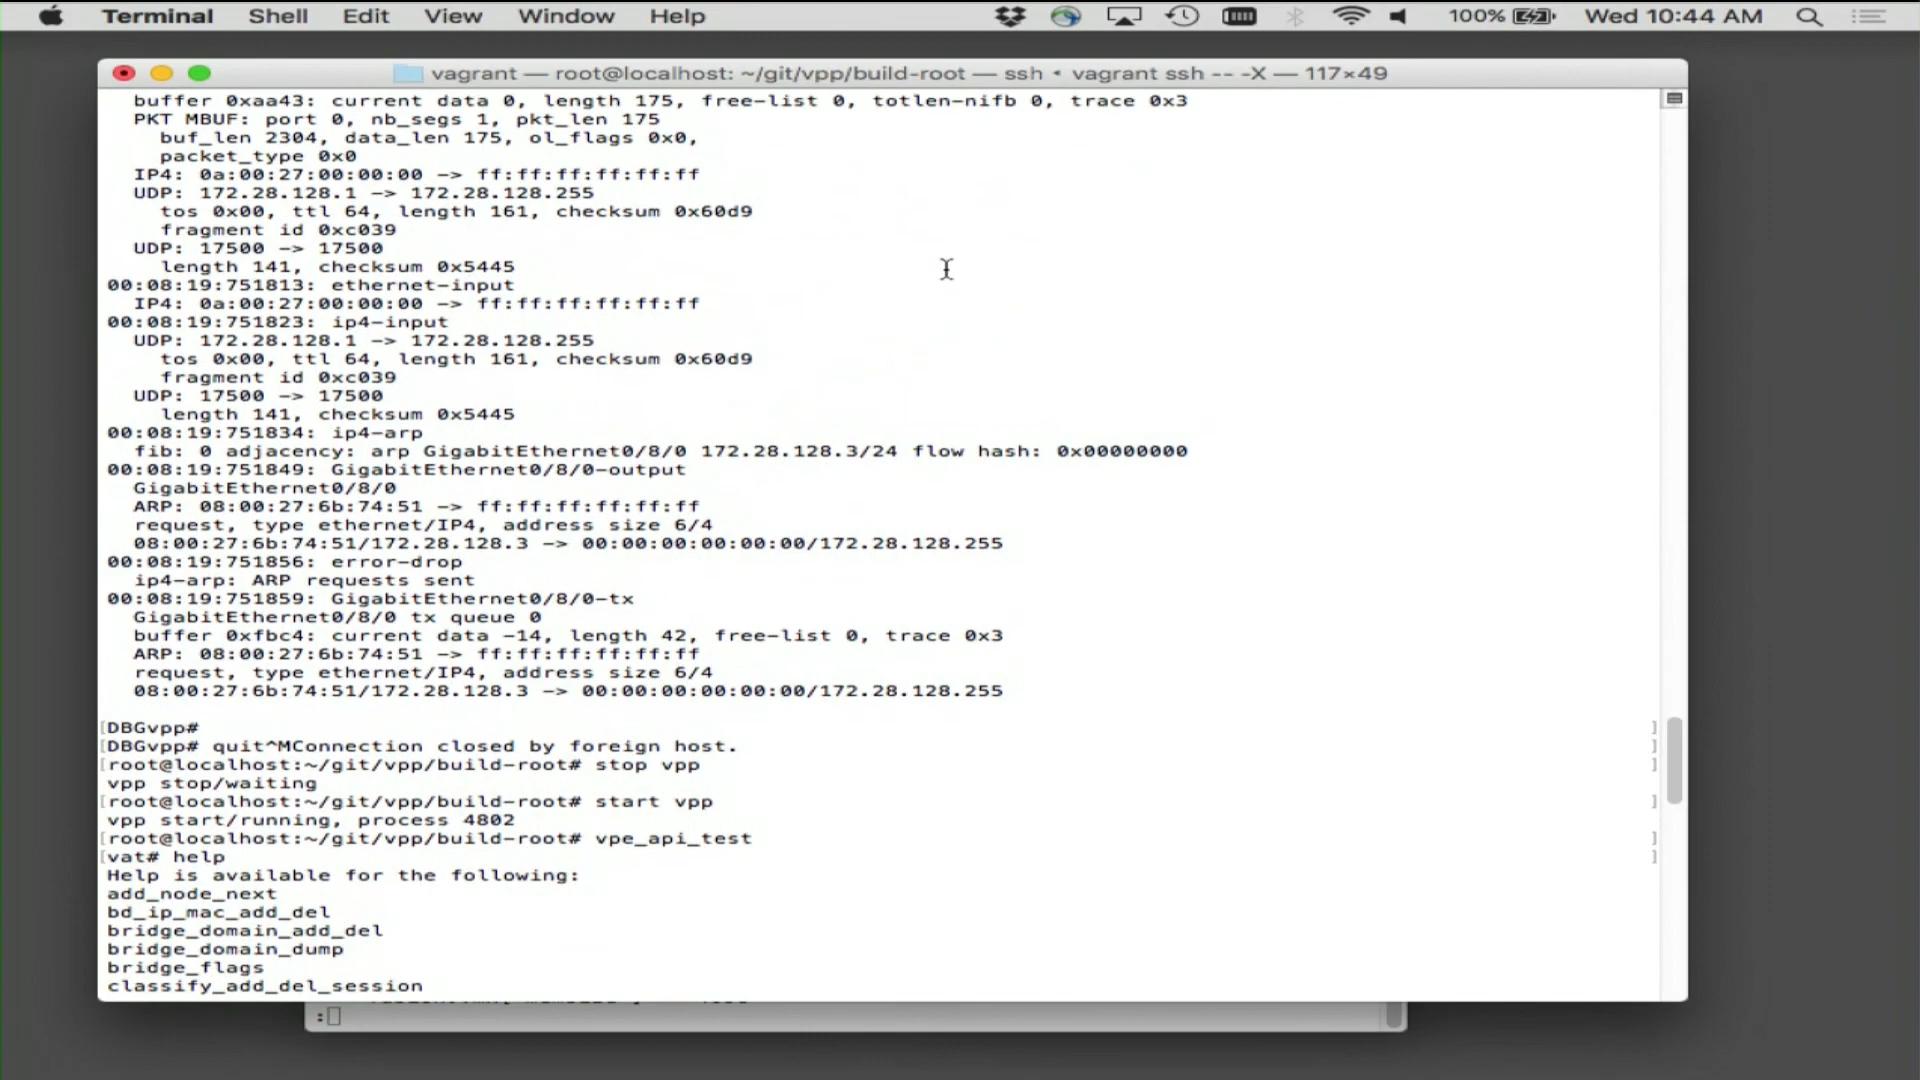 Terminal Shell Edit View Window Help 100% Wed 10:44 AM
vagrant — root@localhost: ~/git/vpp/build-root — ssh ◂ vagrant ssh -- -X — 117×49
buffer 0xaa43: current data 0, length 175, free-list 0, totlen-nifb 0, trace 0x3
PKT MBUF: port 0, nb_segs 1, pkt_len 175
buf_len 2304, data_len 175, ol_flags 0x0,
packet_type 0x0
IP4: 0a:00:27:00:00:00 -> ff:ff:ff:ff:ff:ff
UDP: 172.28.128.1 -> 172.28.128.255
tos 0x00, ttl 64, length 161, checksum 0x60d9
fragment id 0xc039
UDP: 17500 -> 17500
length 141, checksum 0x5445
00:08:19:751813: ethernet-input
IP4: 0a:00:27:00:00:00 -> ff:ff:ff:ff:ff:ff
00:08:19:751823: ip4-input
UDP: 172.28.128.1 -> 172.28.128.255
tos 0x00, ttl 64, length 161, checksum 0x60d9
fragment id 0xc039
UDP: 17500 -> 17500
length 141, checksum 0x5445
00:08:19:751834: ip4-arp
fib: 0 adjacency: arp GigabitEthernet0/8/0 172.28.128.3/24 flow hash: 0x00000000
00:08:19:751849: GigabitEthernet0/8/0-output
GigabitEthernet0/8/0
ARP: 08:00:27:6b:74:51 -> ff:ff:ff:ff:ff:ff
request, type ethernet/IP4, address size 6/4
08:00:27:6b:74:51/172.28.128.3 -> 00:00:00:00:00:00/172.28.128.255
00:08:19:751856: error-drop
ip4-arp: ARP requests sent
00:08:19:751859: GigabitEthernet0/8/0-tx
GigabitEthernet0/8/0 tx queue 0
buffer 0xfbc4: current data -14, length 42, free-list 0, trace 0x3
ARP: 08:00:27:6b:74:51 -> ff:ff:ff:ff:ff:ff
request, type ethernet/IP4, address size 6/4
08:00:27:6b:74:51/172.28.128.3 -> 00:00:00:00:00:00/172.28.128.255
[DBGvpp# ]
[DBGvpp# quit^MConnection closed by foreign host. ]
[root@localhost:~/git/vpp/build-root# stop vpp ]
vpp stop/waiting
[root@localhost:~/git/vpp/build-root# start vpp ]
vpp start/running, process 4802
[root@localhost:~/git/vpp/build-root# vpe_api_test ]
[vat# help ]
Help is available for the following:
add_node_next
bd_ip_mac_add_del
bridge_domain_add_del
bridge_domain_dump
bridge_flags
classify_add_del_session
: